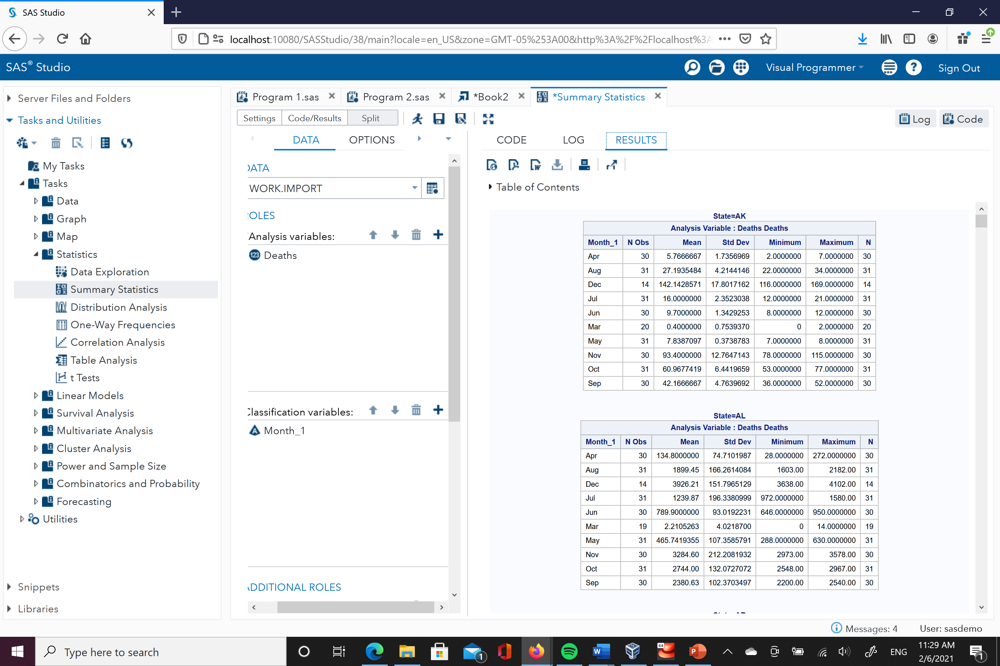 SAS Studio
localhost:10080/SASStudio/38/main?locale=en_US&zone=GMT-05%253A00&http%3A%2F%2Flocalhost%3A
SAS® Studio
Visual Programmer
Sign Out
Server Files and Folders
Tasks and Utilities
My Tasks
Tasks
Data
Graph
Map
Statistics
Data Exploration
Summary Statistics
Distribution Analysis
One-Way Frequencies
Correlation Analysis
Table Analysis
t Tests
Linear Models
Survival Analysis
Multivariate Analysis
Cluster Analysis
Power and Sample Size
Combinatorics and Probability
Forecasting
Utilities
Snippets
Libraries
Program 1.sas Program 2.sas *Book2 *Summary Statistics
Settings Code/Results Split
Log Code
DATA OPTIONS
DATA
WORK.IMPORT
ROLES
*Analysis variables:
123 Deaths
Classification variables:
A Month_1
ADDITIONAL ROLES
CODE LOG RESULTS
Table of Contents
State=AK
Analysis Variable : Deaths Deaths
Month_1 N Obs Mean Std Dev Minimum Maximum N
Apr 30 5.7666667 1.7356969 2.0000000 7.0000000 30
Aug 31 27.1935484 4.2144146 22.0000000 34.0000000 31
Dec 14 142.1428571 17.8017162 116.0000000 169.0000000 14
Jul 31 16.0000000 2.3523038 12.0000000 21.0000000 31
Jun 30 9.7000000 1.3429253 8.0000000 12.0000000 30
Mar 20 0.4000000 0.7539370 0 2.0000000 20
May 31 7.8387097 0.3738783 7.0000000 8.0000000 31
Nov 30 93.4000000 12.7647143 78.0000000 115.0000000 30
Oct 31 60.9677419 6.4419659 53.0000000 77.0000000 31
Sep 30 42.1666667 4.7639692 36.0000000 52.0000000 30
State=AL
Analysis Variable : Deaths Deaths
Month_1 N Obs Mean Std Dev Minimum Maximum N
Apr 30 134.8000000 74.7101987 28.0000000 272.0000000 30
Aug 31 1899.45 166.2614084 1603.00 2182.00 31
Dec 14 3926.21 151.7965129 3638.00 4102.00 14
Jul 31 1239.87 196.3380999 972.0000000 1580.00 31
Jun 30 789.9000000 93.0192231 646.0000000 950.0000000 30
Mar 19 2.2105263 4.0218700 0 14.0000000 19
May 31 465.7419355 107.3585791 288.0000000 630.0000000 31
Nov 30 3284.60 212.2081932 2973.00 3578.00 30
Oct 31 2744.00 132.0727072 2548.00 2967.00 31
Sep 30 2380.63 102.3703497 2200.00 2540.00 30
Messages: 4 User: sasdemo
Type here to search
1
W
64
P
ENG
11:29 AM
2/6/2021
1